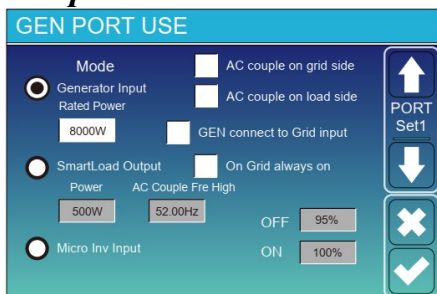 GEN PORT USE
Mode
AC couple on grid side
Generator Input
Rated Power
AC couple on load side
8000W
GEN connect to Grid input
SmartLoad Output
On Grid always on
Power
AC Couple Fre High
500W
52.00Hz
OFF
95%
Micro Inv Input
ON
100%
PORT
Set1